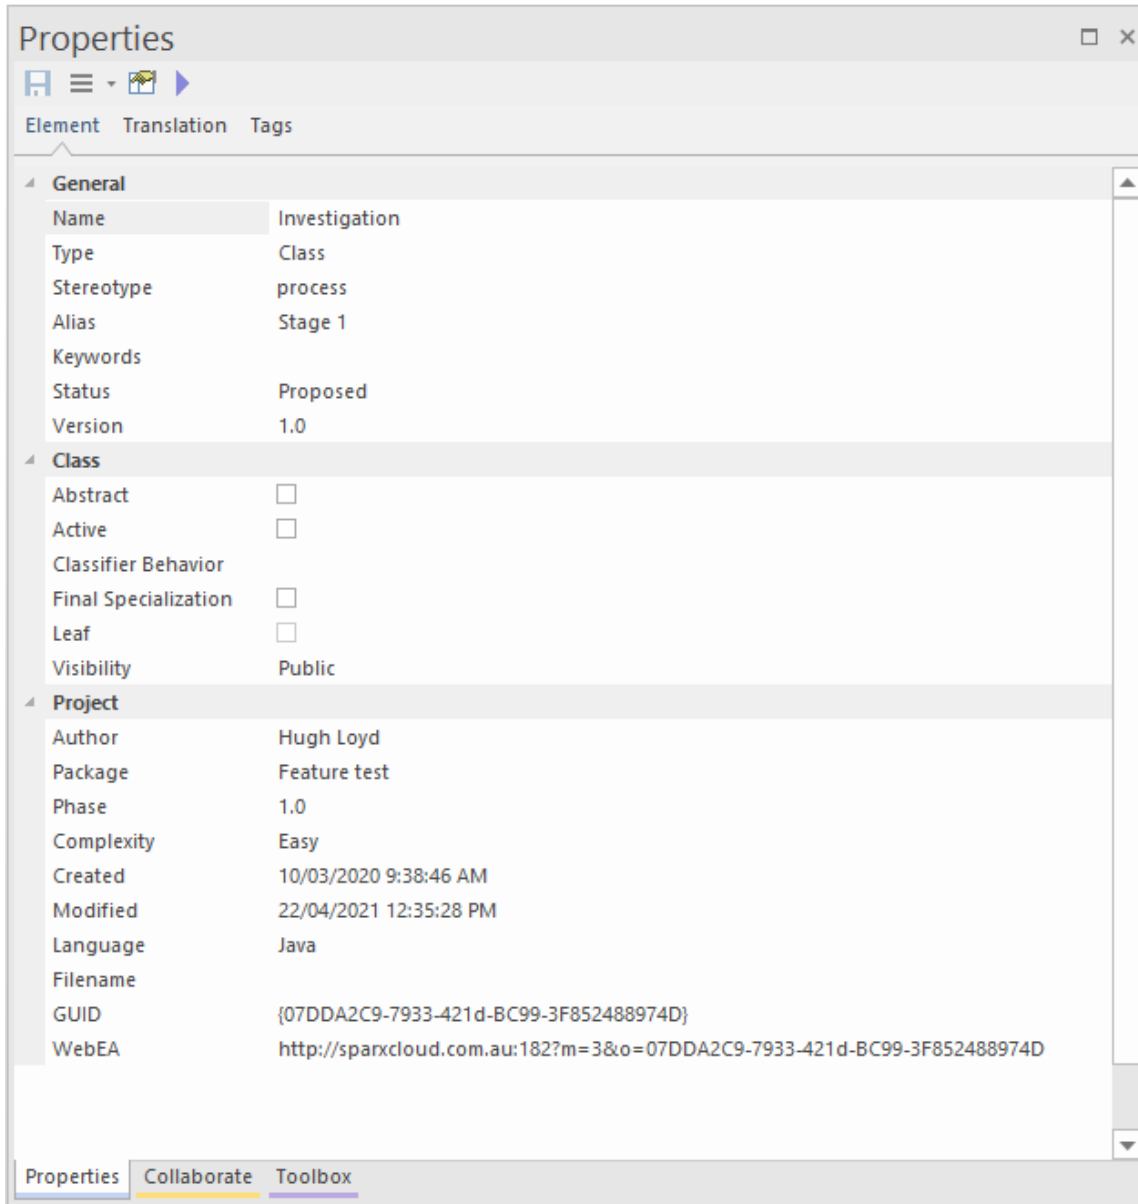 Properties
Element Translation Tags
General
Name Investigation
Type Class
Stereotype process
Alias Stage 1
Keywords
Status Proposed
Version 1.0
Class
Abstract
Active
Classifier Behavior
Final Specialization
Leaf
Visibility Public
Project
Author Hugh Loyd
Package Feature test
Phase 1.0
Complexity Easy
Created 10/03/2020 9:38:46 AM
Modified 22/04/2021 12:35:28 PM
Language Java
Filename
GUID {07DDA2C9-7933-421d-BC99-3F852488974D}
WebEA http://sparxcloud.com.au:182?m=3&o=07DDA2C9-7933-421d-BC99-3F852488974D
Properties Collaborate Toolbox